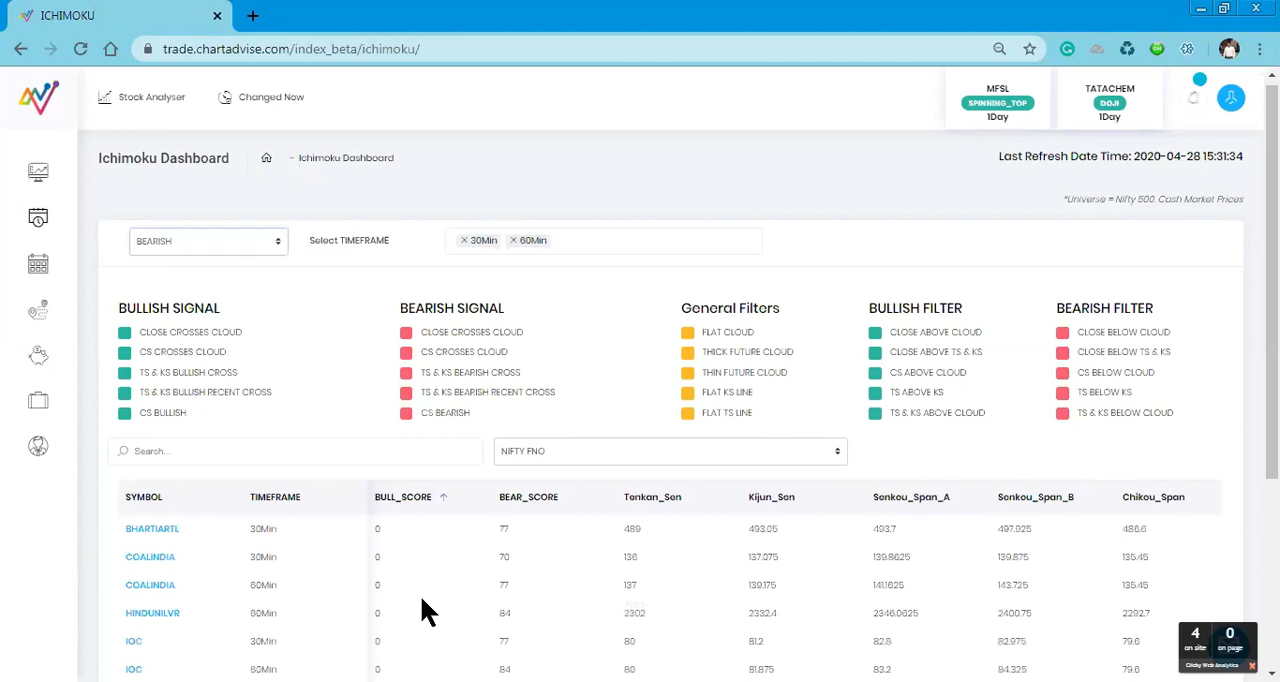 ICHIMOKU
trade.chartadvise.com/index_beta/ichimoku/
Stock Analyser Changed Now
MFSL TATACHEM
SPINNING_TOP DOJI
1Day 1Day
Ichimoku Dashboard - Ichimoku Dashboard Last Refresh Date Time: 2020-04-28 15:31:34
*Universe = Nifty 500, Cash Market Prices
BEARISH Select TIMEFRAME × 30Min × 60Min
BULLISH SIGNAL BEARISH SIGNAL General Filters BULLISH FILTER BEARISH FILTER
CLOSE CROSSES CLOUD CLOSE CROSSES CLOUD FLAT CLOUD CLOSE ABOVE CLOUD CLOSE BELOW CLOUD
CS CROSSES CLOUD CS CROSSES CLOUD THICK FUTURE CLOUD CLOSE ABOVE TS & KS CLOSE BELOW TS & KS
TS & KS BULLISH CROSS TS & KS BEARISH CROSS THIN FUTURE CLOUD CS ABOVE CLOUD CS BELOW CLOUD
TS & KS BULLISH RECENT CROSS TS & KS BEARISH RECENT CROSS FLAT KS LINE TS ABOVE KS TS BELOW KS
CS BULLISH CS BEARISH FLAT TS LINE TS & KS ABOVE CLOUD TS & KS BELOW CLOUD
Search... NIFTY FNO
SYMBOL TIMEFRAME BULL_SCORE BEAR_SCORE Tenkan_Sen Kijun_Sen Senkou_Span_A Senkou_Span_B Chikou_Span
BHARTIARTL 30Min 0 77 489 493.05 493.7 497.925 486.6
COALINDIA 30Min 0 70 136 137.075 139.8625 139.875 135.45
COALINDIA 60Min 0 77 137 139.175 141.1625 143.725 135.45
HINDUNILVR 60Min 0 84 2302 2332.4 2346.0625 2400.75 2292.7
IOC 30Min 0 77 80 81.2 82.8 82.975 79.6
IOC 60Min 0 84 80 81.875 83.2 84.325 79.6
4 0
on site on page
Clicky Web Analytics